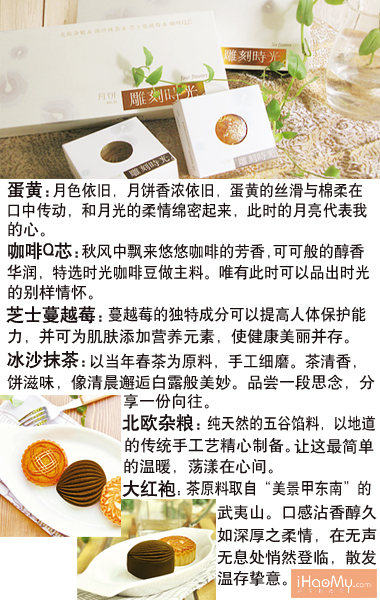 雕刻時光
月饼
雕刻時光
雕刻時光
蛋黄：月色依旧，月饼香浓依旧，蛋黄的丝滑与棉柔在
口中传动，和月光的柔情绵密起来，此时的月亮代表我
的心。
咖啡Q芯：秋风中飘来悠悠咖啡的芳香，可可般的醇香
华润，特选时光咖啡豆做主料。唯有此时可以品出时光
的别样情怀。
芝士蔓越莓：蔓越莓的独特成分可以提高人体保护能
力，并可为肌肤添加营养元素，使健康美丽并存。
冰沙抹茶：以当年春茶为原料，手工细磨。茶清香，
饼滋味，像清晨邂逅白露般美妙。品尝一段思念，分
享一份向往。
北欧杂粮：纯天然的五谷馅料，以地道
的传统手工艺精心制备。让这最简单
的温暖，荡漾在心间。
大红袍：茶原料取自“美景甲东南”的
武夷山。口感沾香醇久
如深厚之柔情，在无声
无息处悄然登临，散发
温存挚意。
iHaoMy.com